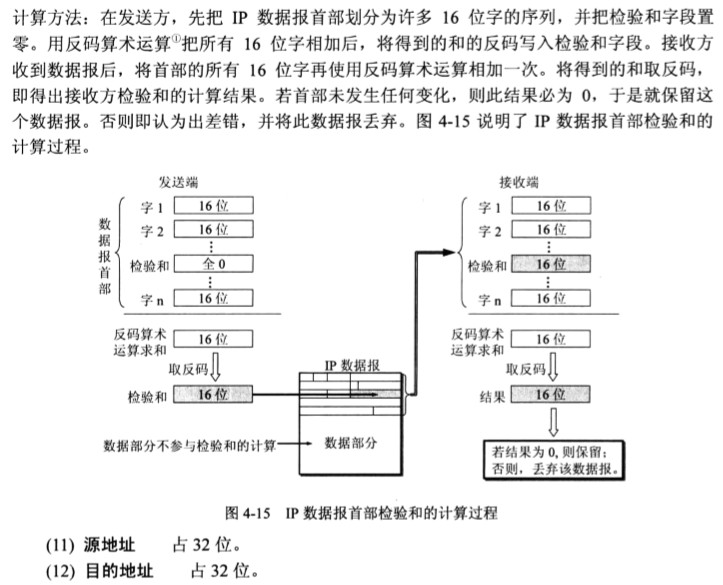 计算方法：在发送方，先把 IP 数据报首部划分为许多 16 位字的序列，并把检验和字段置
零。用反码算术运算①把所有 16 位字相加后，将得到的和的反码写入检验和字段。接收方
收到数据报后，将首部的所有 16 位字再使用反码算术运算相加一次。将得到的和取反码，
即得出接收方检验和的计算结果。若首部未发生任何变化，则此结果必为 0，于是就保留这
个数据报。否则即认为出差错，并将此数据报丢弃。图 4-15 说明了 IP 数据报首部检验和的
计算过程。
发送端
数据报首部
字 1 16 位
字 2 16 位
检验和 全 0
字 n 16 位
反码算术
运算求和
16 位
取反码
检验和 16 位
数据部分不参与检验和的计算
IP 数据报
数据部分
接收端
字 1 16 位
字 2 16 位
检验和 16 位
字 n 16 位
反码算术
运算求和
16 位
取反码
结果 16 位
若结果为 0, 则保留；
否则，丢弃该数据报。
图 4-15 IP 数据报首部检验和的计算过程
(11) 源地址 占 32 位。
(12) 目的地址 占 32 位。